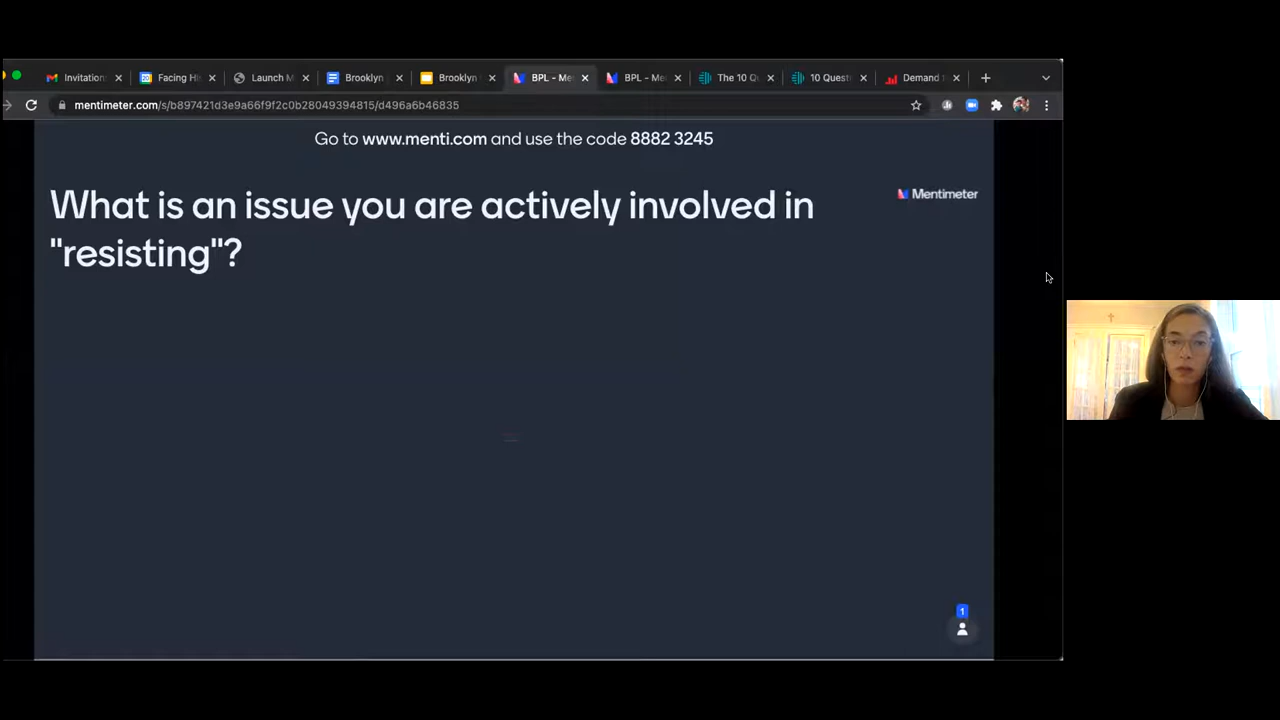 Invitation
Facing Hi
Launch M
Brooklyn
Brooklyn
BPL - Me
BPL - Me
The 10 Q
10 Quest
Demand
mentimeter.com/s/b897421d3e9a66f9f2c0b28049394815/d496a6b46835
Go to www.menti.com and use the code 8882 3245
Mentimeter
What is an issue you are actively involved in
"resisting"?
1